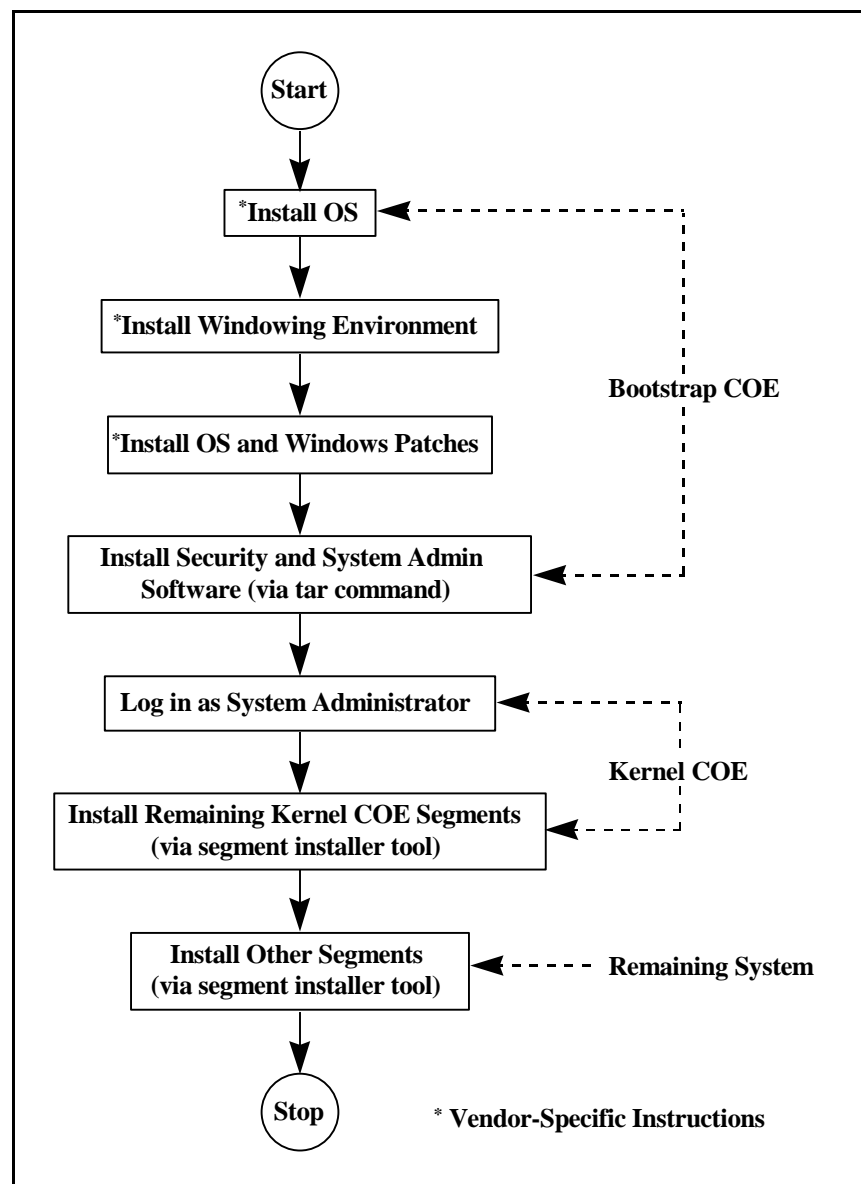 Start
*Install OS
*Install Windowing Environment
Bootstrap COE
*Install OS and Windows Patches
Install Security and System Admin
Software (via tar command)
Log in as System Administrator
Kernel COE
Install Remaining Kernel COE Segments
(via segment installer tool)
Install Other Segments
(via segment installer tool)
Remaining System
Stop
* Vendor-Specific Instructions